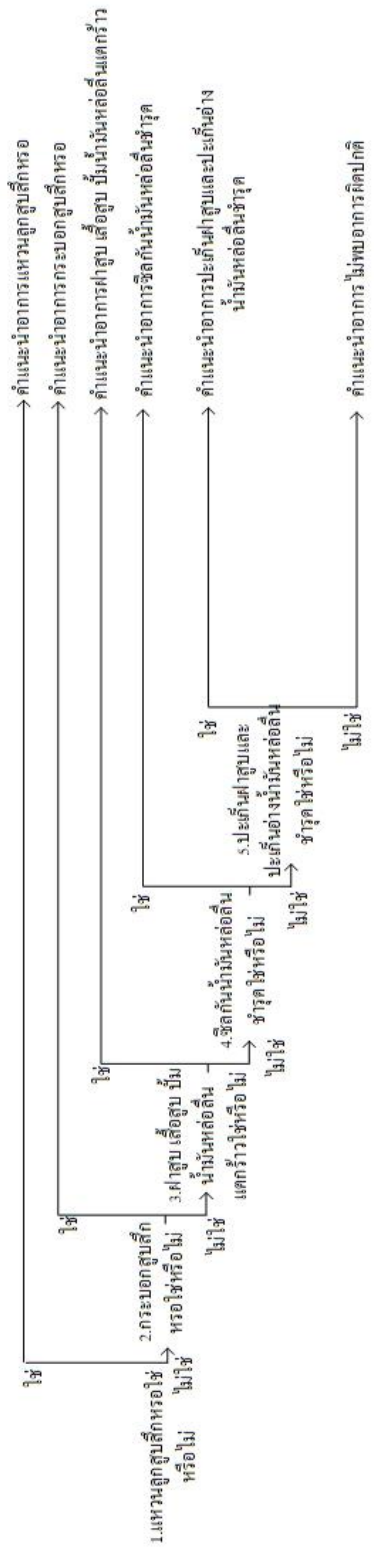 1.แหวนลูกสูบสึกหรอใช่
หรือไม่
ใช่
ไม่ใช่
2.กระบอกสูบสึก
หรอใช่หรือไม่
ใช่
ไม่ใช่
3.ฝาสูบ เสื้อสูบ ปั๊ม
น้ำมันหล่อลื่น
แตกร้าวใช่หรือไม่
ใช่
ไม่ใช่
4.ซีลกันน้ำมันหล่อลื่น
ชำรุดใช่หรือไม่
ใช่
ไม่ใช่
5.ปะเก็นฝาสูบและ
ปะเก็นอ่างน้ำมันหล่อลื่น
ชำรุดใช่หรือไม่
ใช่
ไม่ใช่
คำแนะนำอาการแหวนลูกสูบสึกหรอ
คำแนะนำอาการกระบอกสูบสึกหรอ
คำแนะนำอาการฝาสูบ เสื้อสูบ ปั๊มน้ำมันหล่อลื่นแตกร้าว
คำแนะนำอาการซีลกันน้ำมันหล่อลื่นชำรุด
คำแนะนำอาการปะเก็นฝาสูบและปะเก็นอ่าง
น้ำมันหล่อลื่นชำรุด
คำแนะนำอาการ ไม่พบอาการผิดปกติ